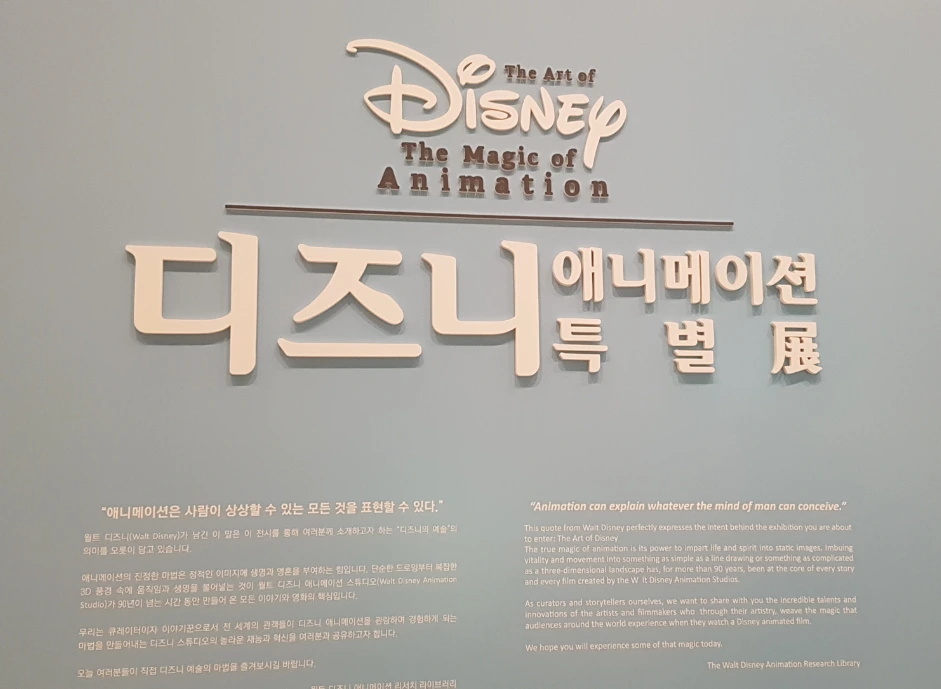 The Art of
Disney
The Magic of
Animation
디즈니
애니메이션
특별展
“애니메이션은 사람이 상상할 수 있는 모든 것을 표현할 수 있다.”
월트 디즈니(Walt Disney)가 남긴 이 말은 이 전시를 통해 여러분께 소개하고자 하는 “디즈니의 예술”의
의미를 오롯이 담고 있습니다.
애니메이션의 진정한 마법은 정적인 이미지에 생명과 영혼을 부여하는 힘입니다. 단순한 드로잉부터 복잡한
3D 풍경 속에 움직임과 생명을 불어넣는 것이 월트 디즈니 애니메이션 스튜디오(Walt Disney Animation
Studio)가 90년이 넘는 시간 동안 만들어 온 모든 이야기와 영화의 핵심입니다.
우리는 큐레이터이자 이야기꾼으로서 전 세계의 관객들이 디즈니 애니메이션을 관람하며 경험하게 되는
마법을 만들어내는 디즈니 스튜디오의 놀라운 재능과 혁신을 여러분과 공유하고자 합니다.
오늘 여러분들이 직접 디즈니 예술의 마법을 즐겨보시길 바랍니다.
월트 디즈니 애니메이션 리서치 라이브러리
“Animation can explain whatever the mind of man can conceive.”
This quote from Walt Disney perfectly expresses the intent behind the exhibition you are about
to enter: The Art of Disney
The true magic of animation is its power to impart life and spirit into static images. Imbuing
vitality and movement into something as simple as a line drawing or something as complicated
as a three-dimensional landscape has, for more than 90 years, been at the core of every story
and every film created by the W lt Disney Animation Studios.
As curators and storytellers ourselves, we want to share with you the incredible talents and
innovations of the artists and filmmakers who through their artistry, weave the magic that
audiences around the world experience when they watch a Disney animated film.
We hope you will experience some of that magic today.
The Walt Disney Animation Research Library